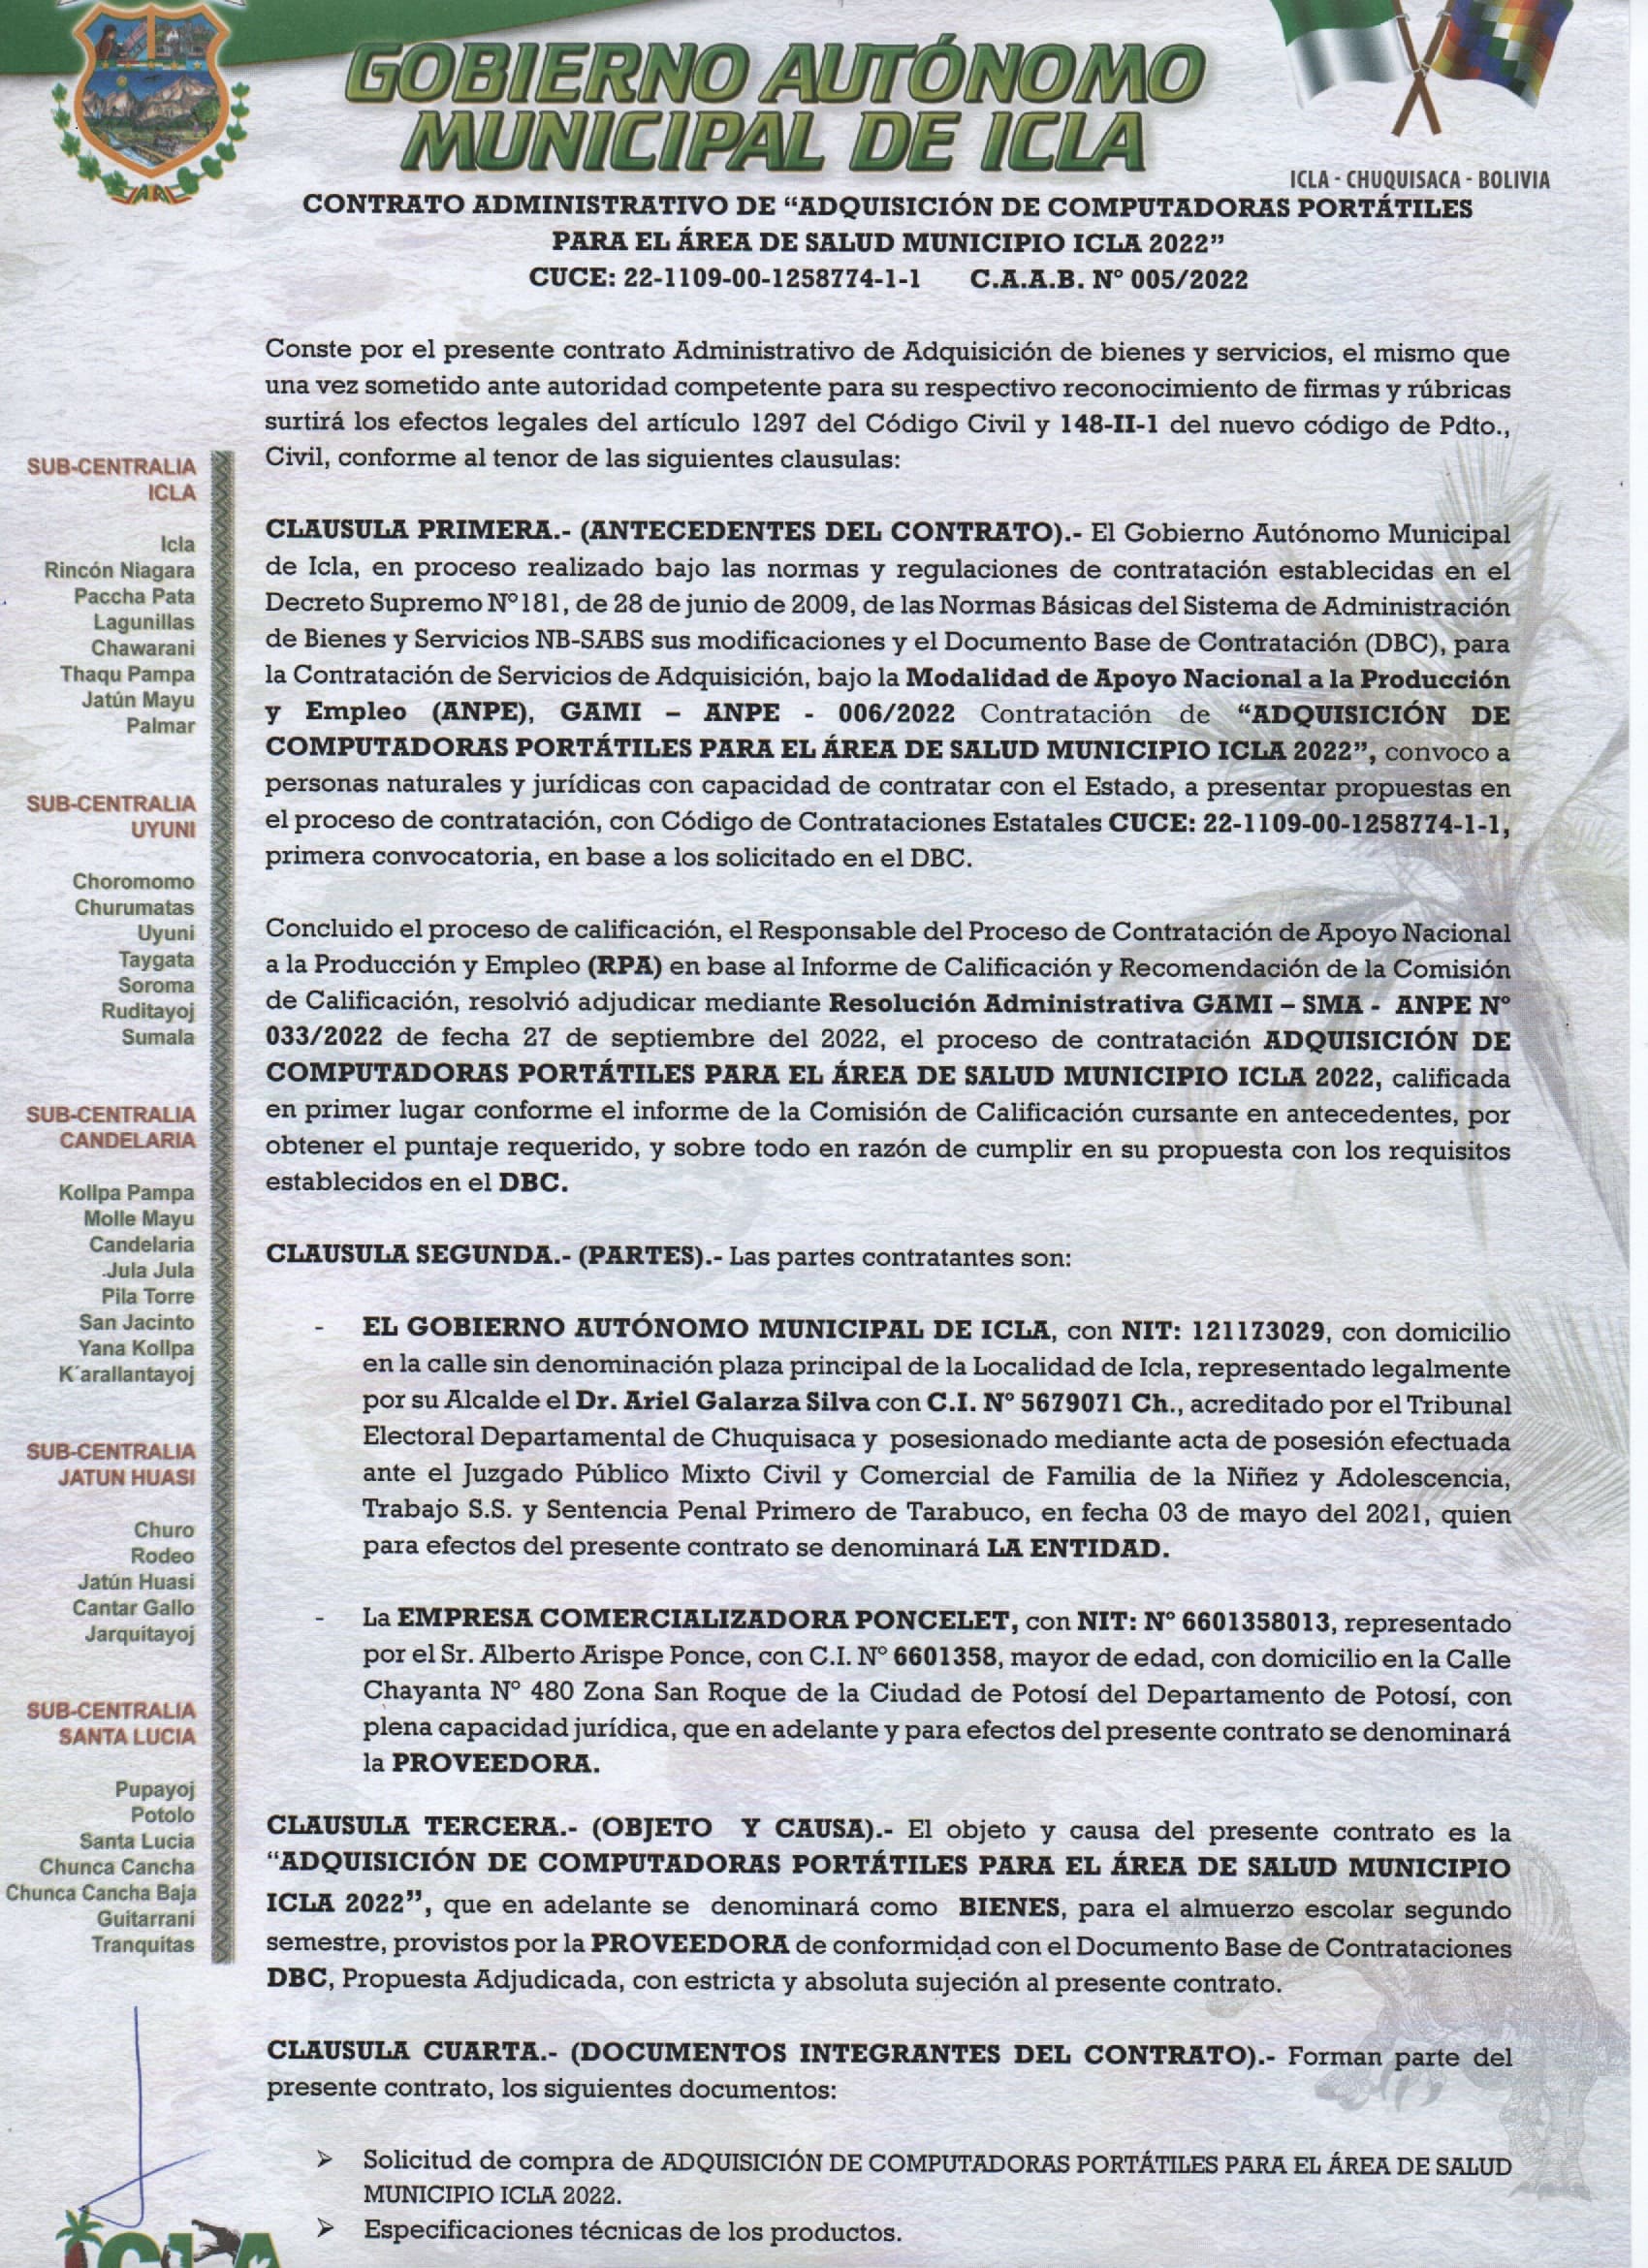 GOBIERNO AUTÓNOMO
MUNICIPAL DE ICLA
ICLA - CHUQUISACA - BOLIVIA
CONTRATO ADMINISTRATIVO DE “ADQUISICIÓN DE COMPUTADORAS PORTÁTILES
PARA EL ÁREA DE SALUD MUNICIPIO ICLA 2022”
CUCE: 22-1109-00-1258774-1-1 C.A.A.B. Nº 005/2022
Conste por el presente contrato Administrativo de Adquisición de bienes y servicios, el mismo que
una vez sometido ante autoridad competente para su respectivo reconocimiento de firmas y rúbricas
surtirá los efectos legales del artículo 1297 del Código Civil y 148-II-1 del nuevo código de Pdto.,
Civil, conforme al tenor de las siguientes clausulas:
CLAUSULA PRIMERA.- (ANTECEDENTES DEL CONTRATO).- El Gobierno Autónomo Municipal
de Icla, en proceso realizado bajo las normas y regulaciones de contratación establecidas en el
Decreto Supremo Nº181, de 28 de junio de 2009, de las Normas Básicas del Sistema de Administración
de Bienes y Servicios NB-SABS sus modificaciones y el Documento Base de Contratación (DBC), para
la Contratación de Servicios de Adquisición, bajo la Modalidad de Apoyo Nacional a la Producción
y Empleo (ANPE), GAMI – ANPE - 006/2022 Contratación de “ADQUISICIÓN DE
COMPUTADORAS PORTÁTILES PARA EL ÁREA DE SALUD MUNICIPIO ICLA 2022”, convoco a
personas naturales y jurídicas con capacidad de contratar con el Estado, a presentar propuestas en
el proceso de contratación, con Código de Contrataciones Estatales CUCE: 22-1109-00-1258774-1-1,
primera convocatoria, en base a los solicitado en el DBC.
Concluido el proceso de calificación, el Responsable del Proceso de Contratación de Apoyo Nacional
a la Producción y Empleo (RPA) en base al Informe de Calificación y Recomendación de la Comisión
de Calificación, resolvió adjudicar mediante Resolución Administrativa GAMI – SMA - ANPE Nº
033/2022 de fecha 27 de septiembre del 2022, el proceso de contratación ADQUISICIÓN DE
COMPUTADORAS PORTÁTILES PARA EL ÁREA DE SALUD MUNICIPIO ICLA 2022, calificada
en primer lugar conforme el informe de la Comisión de Calificación cursante en antecedentes, por
obtener el puntaje requerido, y sobre todo en razón de cumplir en su propuesta con los requisitos
establecidos en el DBC.
CLAUSULA SEGUNDA.- (PARTES).- Las partes contratantes son:
- EL GOBIERNO AUTÓNOMO MUNICIPAL DE ICLA, con NIT: 121173029, con domicilio
en la calle sin denominación plaza principal de la Localidad de Icla, representado legalmente
por su Alcalde el Dr. Ariel Galarza Silva con C.I. Nº 5679071 Ch., acreditado por el Tribunal
Electoral Departamental de Chuquisaca y posesionado mediante acta de posesión efectuada
ante el Juzgado Público Mixto Civil y Comercial de Familia de la Niñez y Adolescencia,
Trabajo S.S. y Sentencia Penal Primero de Tarabuco, en fecha 03 de mayo del 2021, quien
para efectos del presente contrato se denominará LA ENTIDAD.
- La EMPRESA COMERCIALIZADORA PONCELET, con NIT: Nº 6601358013, representado
por el Sr. Alberto Arispe Ponce, con C.I. Nº 6601358, mayor de edad, con domicilio en la Calle
Chayanta Nº 480 Zona San Roque de la Ciudad de Potosí del Departamento de Potosí, con
plena capacidad jurídica, que en adelante y para efectos del presente contrato se denominará
la PROVEEDORA.
CLAUSULA TERCERA.- (OBJETO Y CAUSA).- El objeto y causa del presente contrato es la
“ADQUISICIÓN DE COMPUTADORAS PORTÁTILES PARA EL ÁREA DE SALUD MUNICIPIO
ICLA 2022”, que en adelante se denominará como BIENES, para el almuerzo escolar segundo
semestre, provistos por la PROVEEDORA de conformidad con el Documento Base de Contrataciones
DBC, Propuesta Adjudicada, con estricta y absoluta sujeción al presente contrato.
CLAUSULA CUARTA.- (DOCUMENTOS INTEGRANTES DEL CONTRATO).- Forman parte del
presente contrato, los siguientes documentos:
➢ Solicitud de compra de ADQUISICIÓN DE COMPUTADORAS PORTÁTILES PARA EL ÁREA DE SALUD
MUNICIPIO ICLA 2022.
➢ Especificaciones técnicas de los productos.
SUB-CENTRALIA
ICLA
Icla
Rincón Niagara
Paccha Pata
Lagunillas
Chawarani
Thaqu Pampa
Jatún Mayu
Palmar
SUB-CENTRALIA
UYUNI
Choromomo
Churumatas
Uyuni
Taygata
Soroma
Ruditayoj
Sumala
SUB-CENTRALIA
CANDELARIA
Kollpa Pampa
Molle Mayu
Candelaria
Jula Jula
Pila Torre
San Jacinto
Yana Kollpa
K´arallantayoj
SUB-CENTRALIA
JATUN HUASI
Churo
Rodeo
Jatún Huasi
Cantar Gallo
Jarquitayoj
SUB-CENTRALIA
SANTA LUCIA
Pupayoj
Potolo
Santa Lucia
Chunca Cancha
Chunca Cancha Baja
Guitarrani
Tranquitas
ICLA